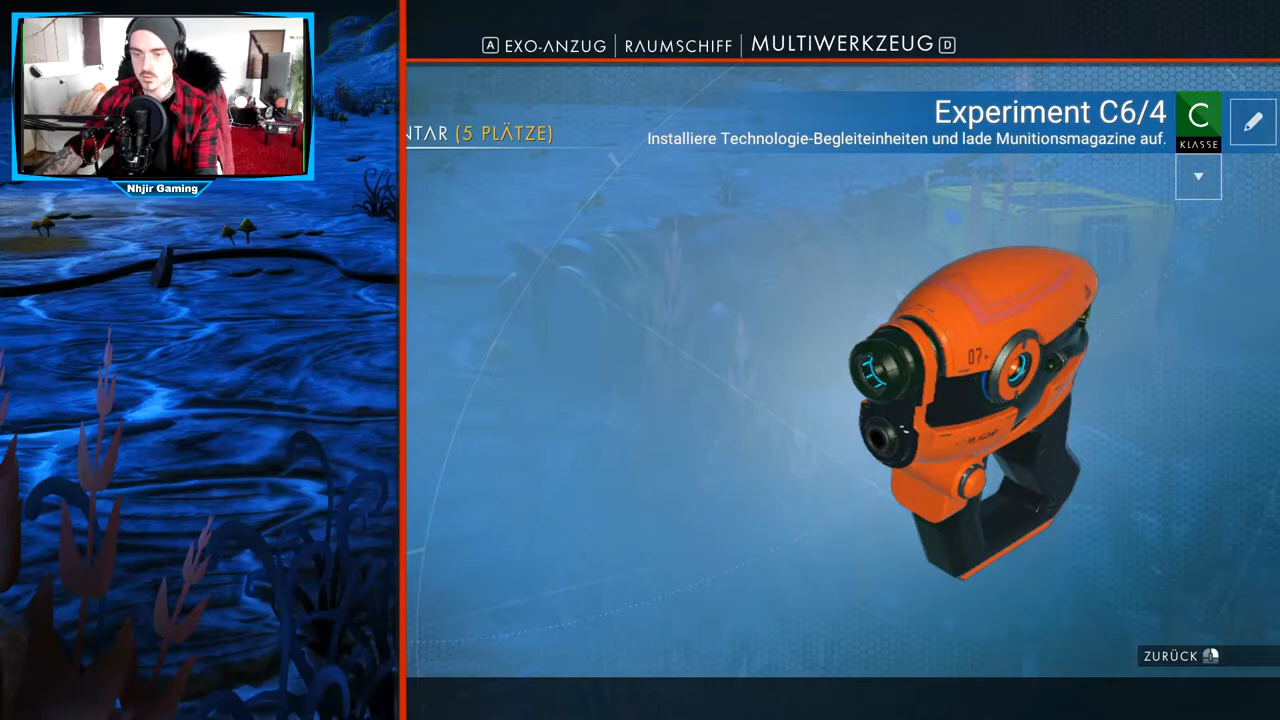 A EXO-ANZUG RAUMSCHIFF MULTIWERKZEUG D
Experiment C6/4
C
KLASSE
NTAR (5 PLÄTZE)
Installiere Technologie-Begleiteinheiten und lade Munitionsmagazine auf.
Nhjir Gaming
07.
ZURÜCK